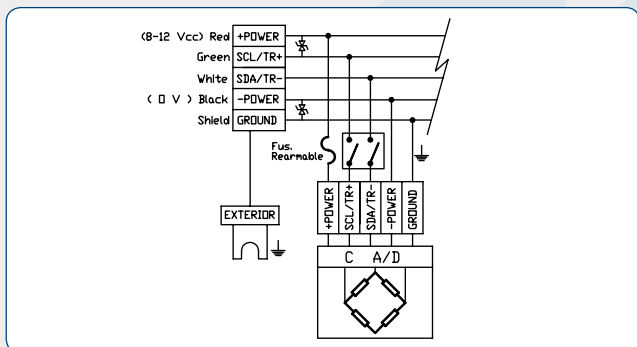 (8-12 Vcc) Red +POWER
Green SCL/TR+
White SDA/TR-
( 0 V ) Black -POWER
Shield GROUND
Fus.
Rearmable
EXTERIOR
+POWER
SCL/TR+
SDA/TR-
-POWER
GROUND
C A/D